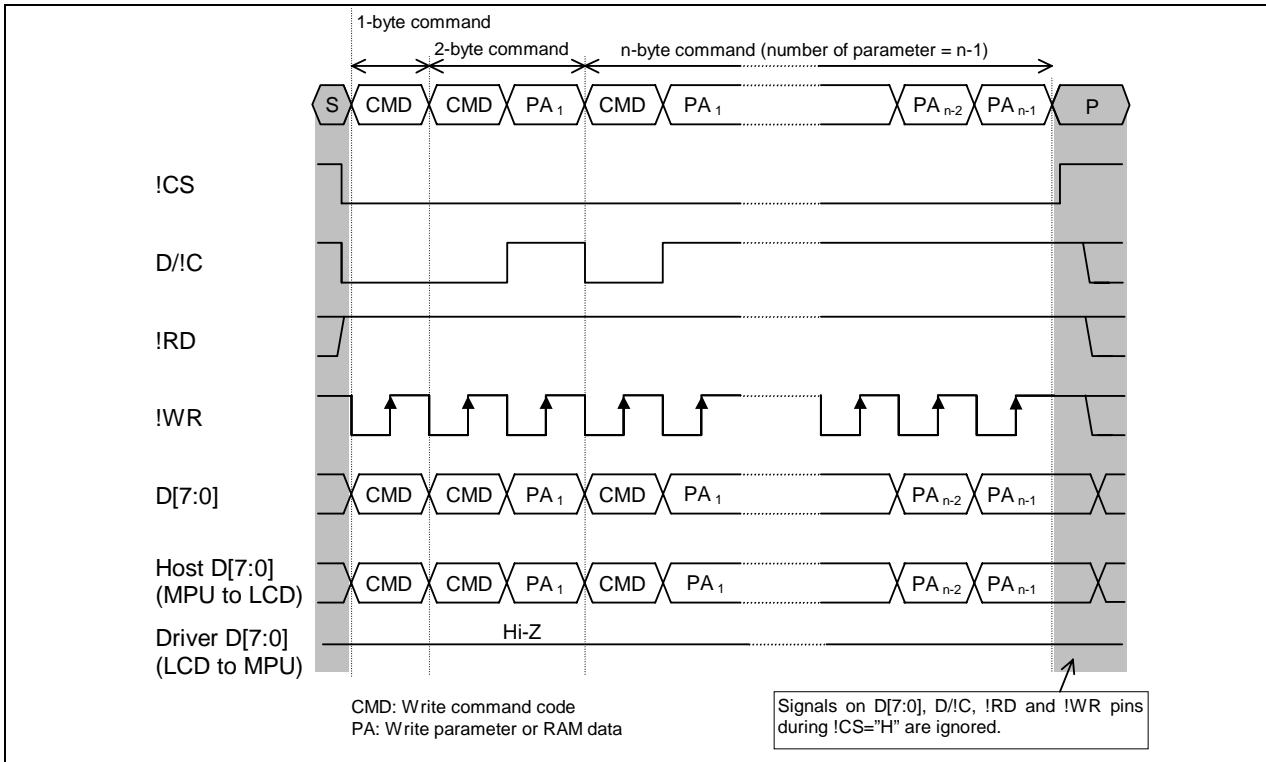 1-byte command
2-byte command
n-byte command (number of parameter = n-1)
S CMD CMD PA 1 CMD PA 1 PA n-2 PA n-1 P
!CS
D/!C
!RD
!WR
D[7:0] CMD CMD PA 1 CMD PA 1 PA n-2 PA n-1
Host D[7:0]
(MPU to LCD) CMD CMD PA 1 CMD PA 1 PA n-2 PA n-1
Driver D[7:0]
(LCD to MPU)
Hi-Z
CMD: Write command code
PA: Write parameter or RAM data
Signals on D[7:0], D/!C, !RD and !WR pins
during !CS="H" are ignored.